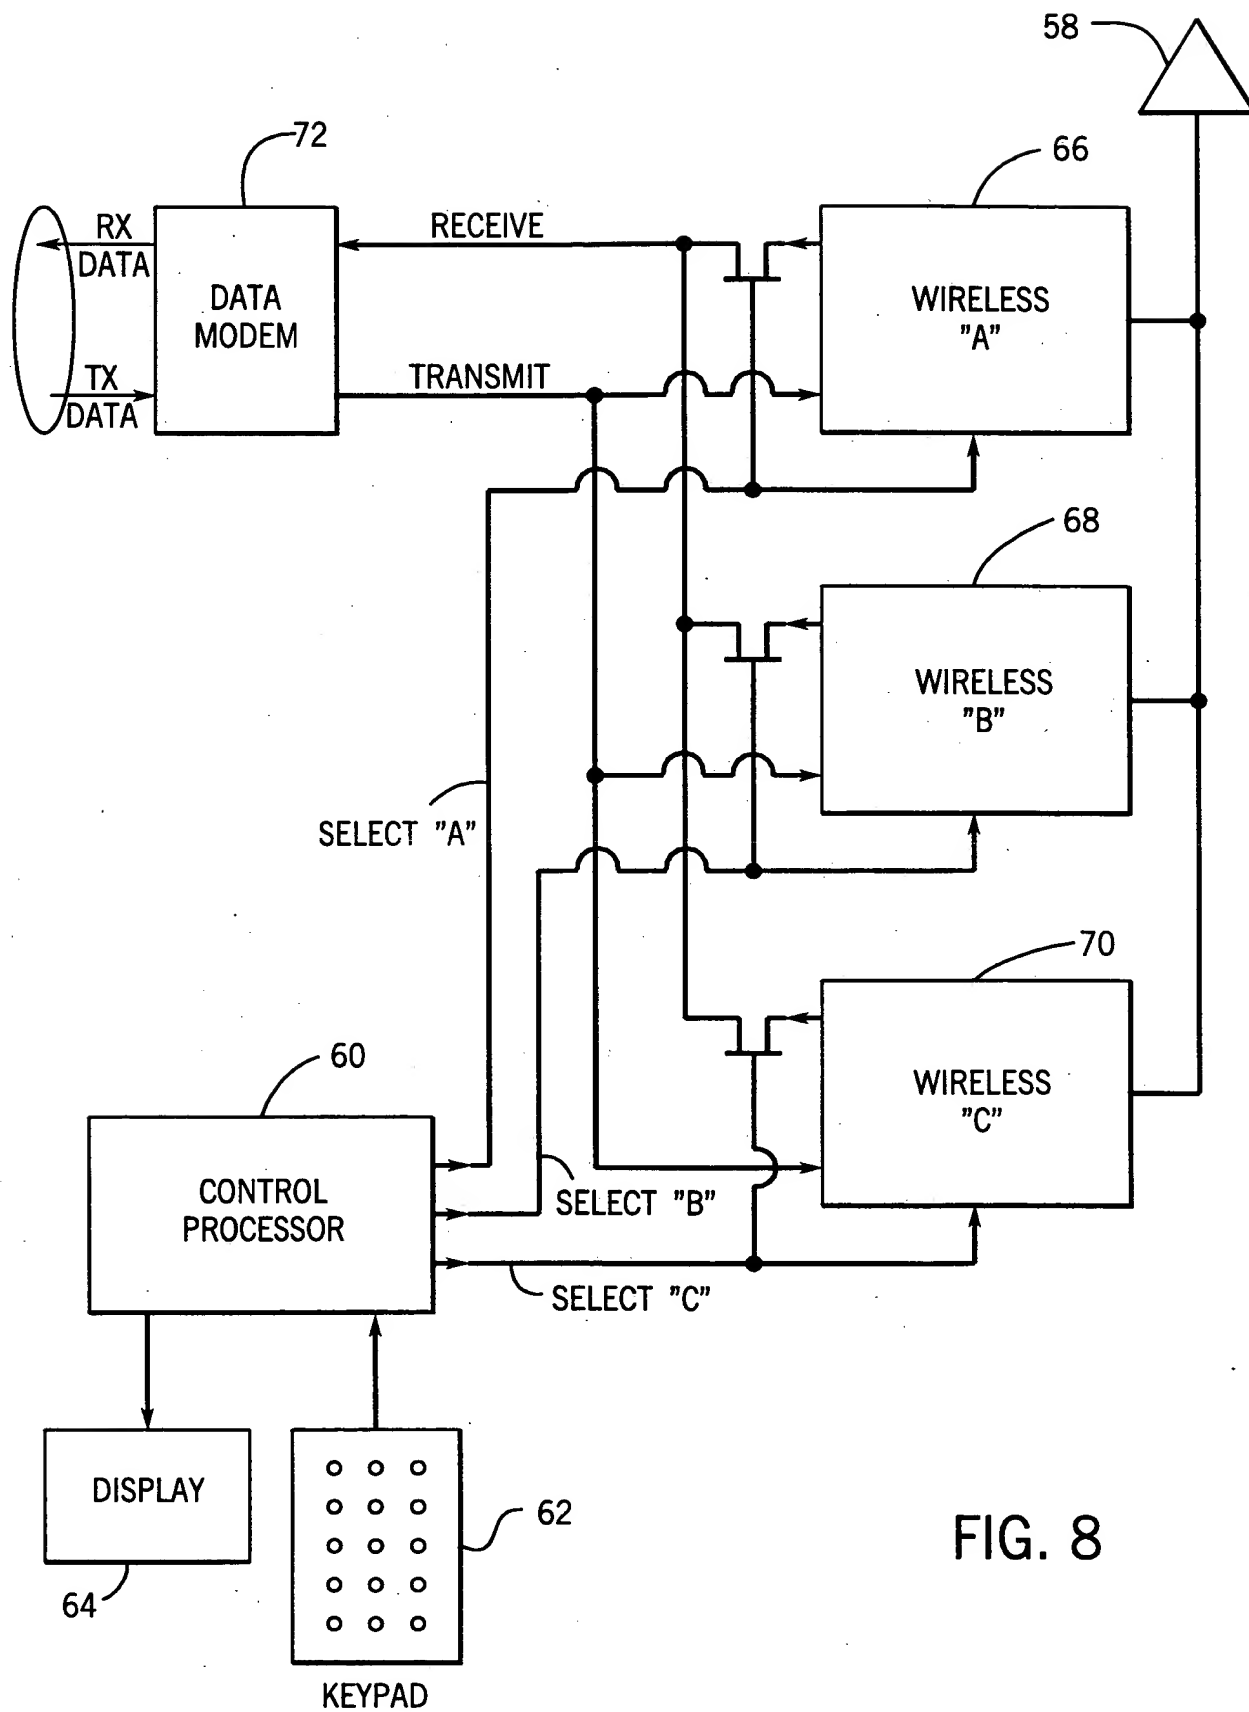 58
72
66
RX
DATA
RECEIVE
DATA
MODEM
WIRELESS
"A"
TX
DATA
TRANSMIT
68
WIRELESS
"B"
SELECT "A"
70
60
WIRELESS
"C"
CONTROL
PROCESSOR
SELECT "B"
SELECT "C"
DISPLAY
62
64
KEYPAD
FIG. 8